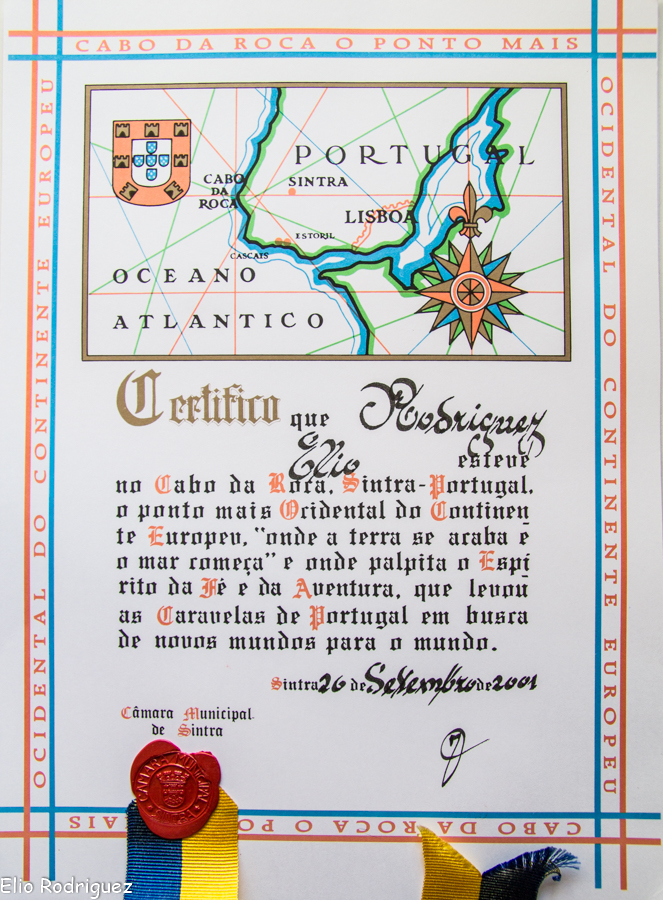 CABO DA ROCA O PONTO MAIS
OCIDENTAL DO CONTINENTE EUROPEU
OCIDENTAL DO CONTINENTE EUROPEU
PORTUGAL
CABO
DA
ROCA
SINTRA
LISBOA
ESTORIL
CASCAIS
OCEANO
ATLANTICO
Certifico que Rodriguez
Elio esteve
no Cabo da Roca, Sintra-Portugal,
o ponto mais Ocidental do Continen
te Europeu, "onde a terra se acaba e
o mar começa" e onde palpita o Espí
rito da Fé e da Aventura, que levou
as Caravelas de Portugal em busca
de novos mundos para o mundo.
Sintra 26 de Setembro de 2001
Câmara Municipal
de Sintra
CABO DA ROCA O PO
AIS
Elio Rodriguez